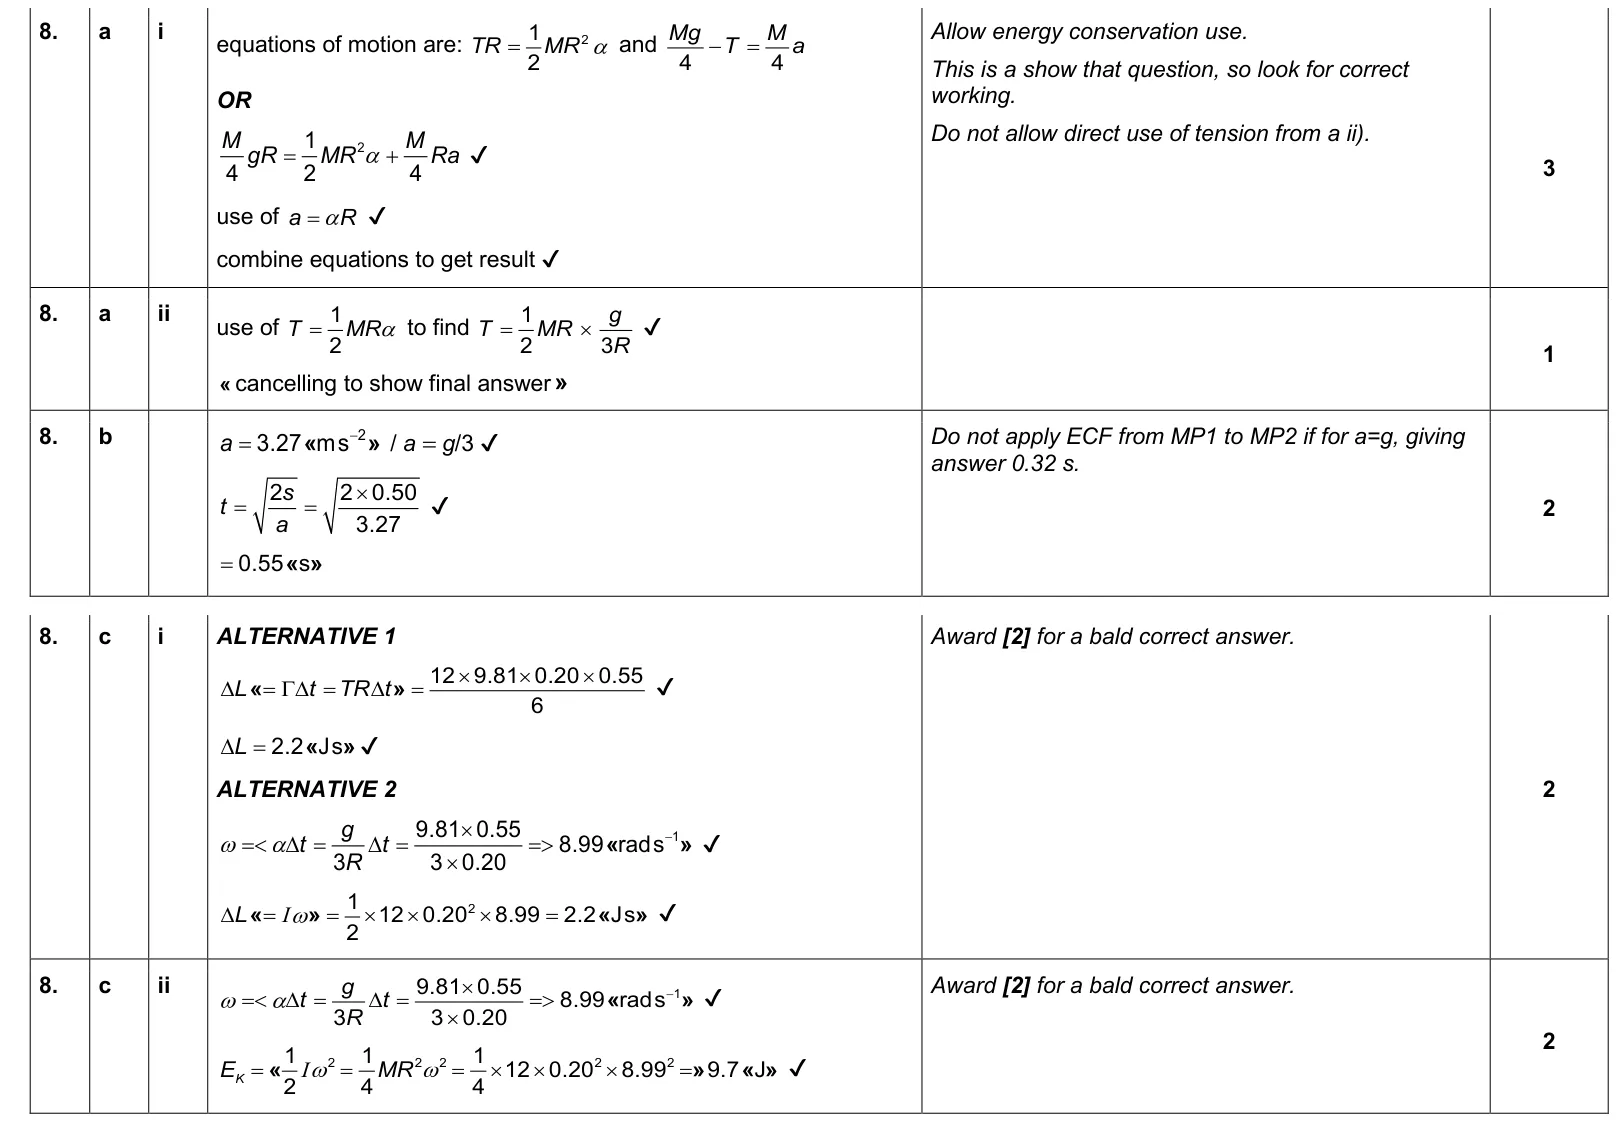 8. a i equations of motion are: TR = 1/2 MR² α and Mg/4 − T = M/4 a
OR
M/4 gR = 1/2 MR²α + M/4 Ra ✓
use of a = αR ✓
combine equations to get result ✓
Allow energy conservation use.
This is a show that question, so look for correct
working.
Do not allow direct use of tension from a ii).
3
8. a ii use of T = 1/2 MRα to find T = 1/2 MR × g/3R ✓
« cancelling to show final answer »
1
8. b a = 3.27 «ms⁻²» / a = g/3 ✓
t = √(2s/a) = √(2×0.50/3.27) ✓
= 0.55 «s»
Do not apply ECF from MP1 to MP2 if for a=g, giving
answer 0.32 s.
2
8. c i ALTERNATIVE 1
ΔL «= ΓΔt = TRΔt» = 12×9.81×0.20×0.55/6 ✓
ΔL = 2.2 «Js» ✓
ALTERNATIVE 2
ω =< αΔt = g/3R Δt = 9.81×0.55/3×0.20 => 8.99 «rads⁻¹» ✓
ΔL «= Iω» = 1/2 ×12×0.20²×8.99 = 2.2 «Js» ✓
Award [2] for a bald correct answer.
2
8. c ii ω =< αΔt = g/3R Δt = 9.81×0.55/3×0.20 => 8.99 «rads⁻¹» ✓
E_K = «1/2 Iω² = 1/4 MR²ω² = 1/4 ×12×0.20²×8.99² =» 9.7 «J» ✓
Award [2] for a bald correct answer.
2